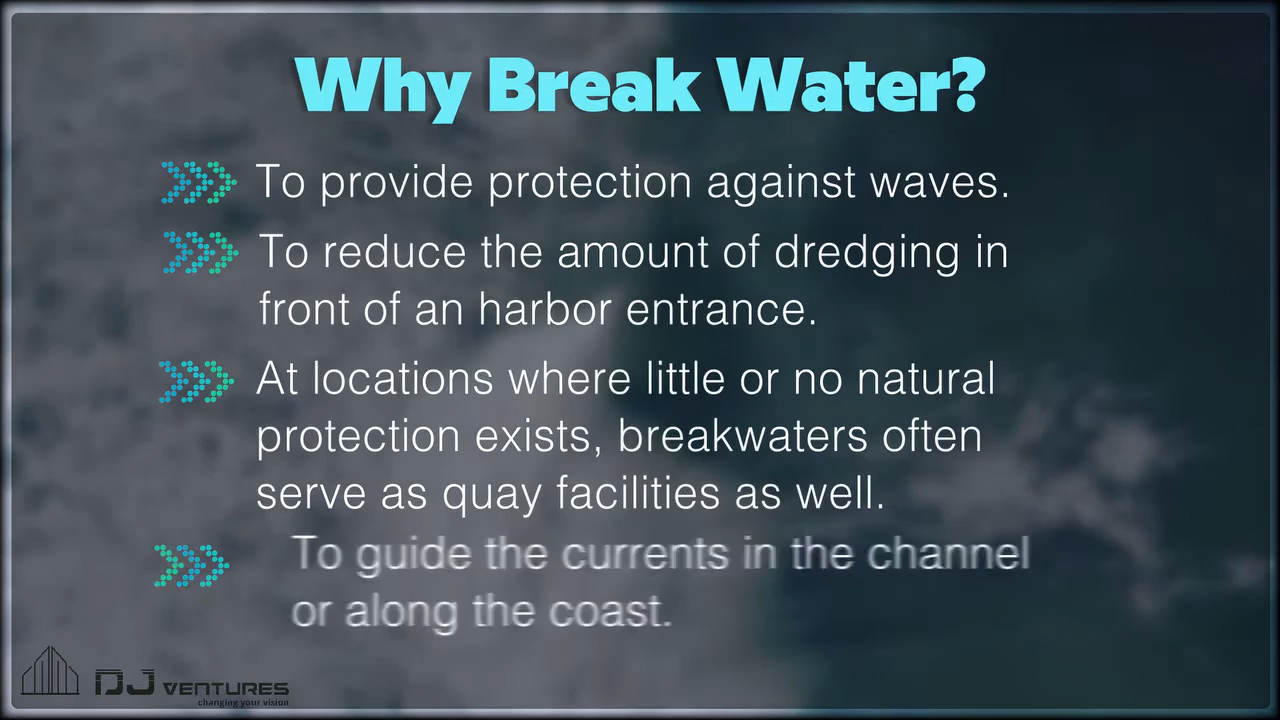 Why Break Water?
To provide protection against waves.
To reduce the amount of dredging in
front of an harbor entrance.
At locations where little or no natural
protection exists, breakwaters often
serve as quay facilities as well.
To guide the currents in the channel
or along the coast.
DJ VENTURES
changing your vision